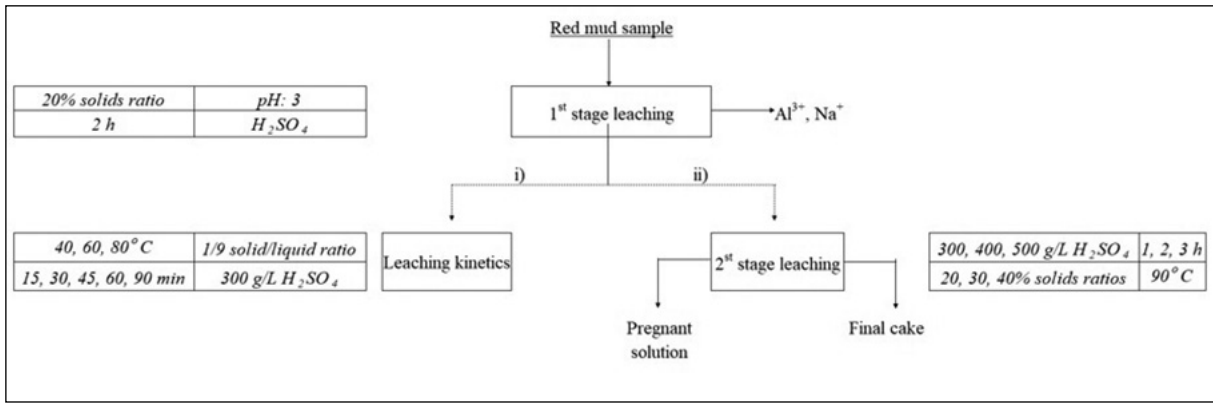 Red mud sample
20% solids ratio pH: 3
2 h H₂SO₄
1ˢᵗ stage leaching
Al³⁺, Na⁺
i) ii)
40, 60, 80°C 1/9 solid/liquid ratio
15, 30, 45, 60, 90 min 300 g/L H₂SO₄
Leaching kinetics
2ˢᵗ stage leaching
300, 400, 500 g/L H₂SO₄ 1, 2, 3 h
20, 30, 40% solids ratios 90°C
Pregnant
solution
Final cake